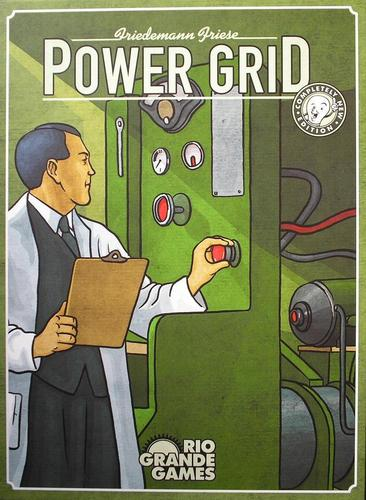 Friedemann Friese
POWER GRID
COMPLETELY NEW
EDITION
RIO
GRANDE
GAMES